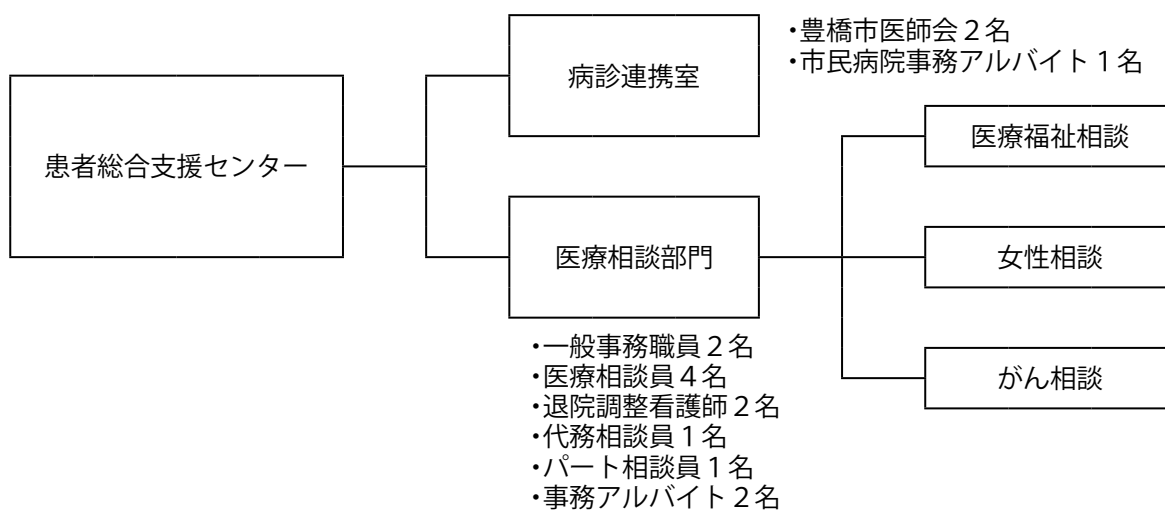 患者総合支援センター
病診連携室
・豊橋市医師会２名
・市民病院事務アルバイト１名
医療相談部門
・一般事務職員２名
・医療相談員４名
・退院調整看護師２名
・代務相談員１名
・パート相談員１名
・事務アルバイト２名
医療福祉相談
女性相談
がん相談